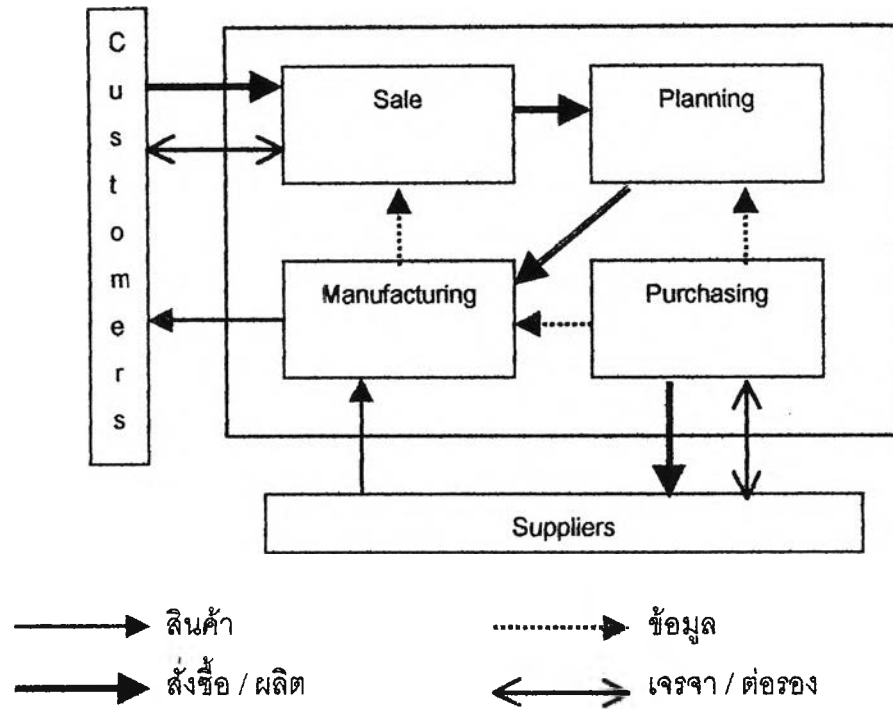 Customers
Sale
Planning
Manufacturing
Purchasing
Suppliers
สินค้า
ข้อมูล
สั่งซื้อ / ผลิต
เจรจา / ต่อรอง